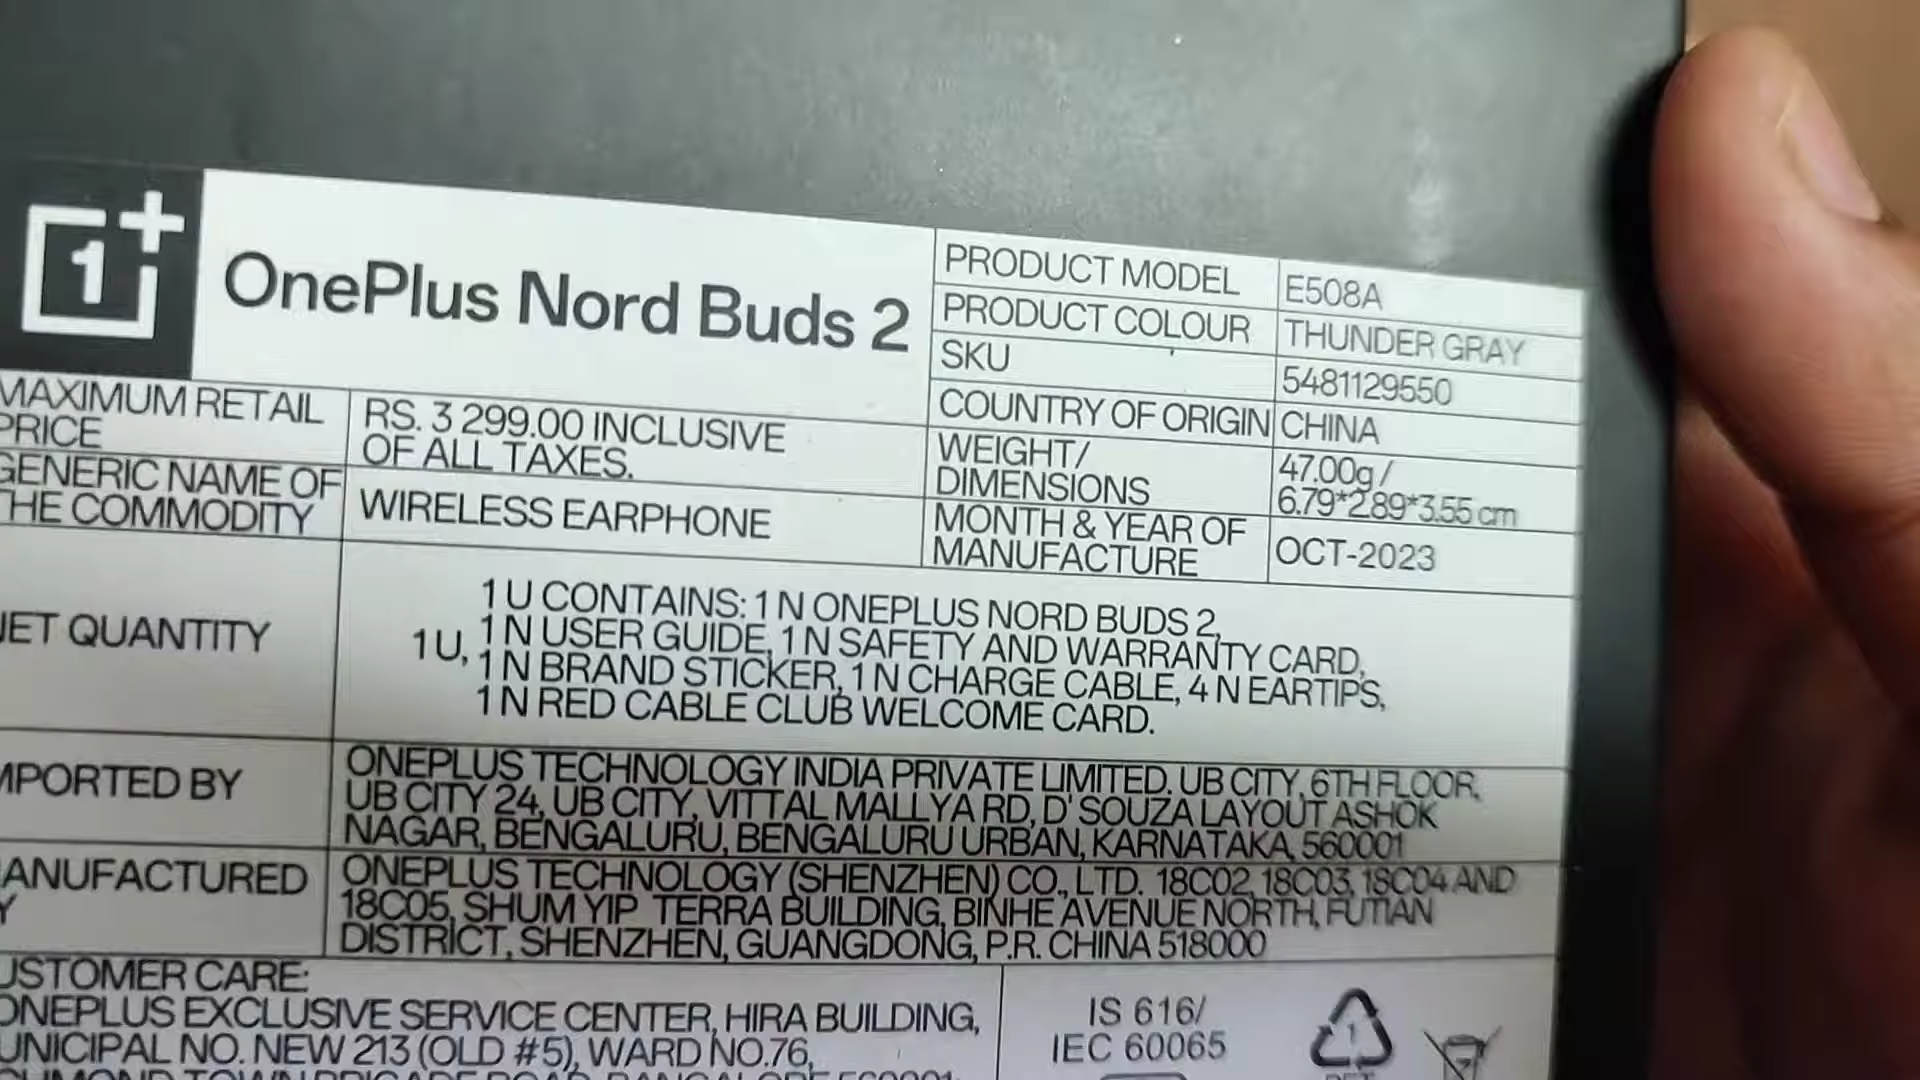 1+
OnePlus Nord Buds 2
PRODUCT MODEL E508A
PRODUCT COLOUR THUNDER GRAY
SKU 5481129550
COUNTRY OF ORIGIN CHINA
WEIGHT/
DIMENSIONS
47.00g /
6.79*2.89*3.55 cm
MONTH & YEAR OF
MANUFACTURE
OCT-2023
MAXIMUM RETAIL
PRICE
RS. 3 299.00 INCLUSIVE
OF ALL TAXES.
GENERIC NAME OF
THE COMMODITY
WIRELESS EARPHONE
NET QUANTITY
1 U,
1 U CONTAINS: 1 N ONEPLUS NORD BUDS 2,
1 N USER GUIDE, 1 N SAFETY AND WARRANTY CARD,
1 N BRAND STICKER, 1 N CHARGE CABLE, 4 N EARTIPS,
1 N RED CABLE CLUB WELCOME CARD.
IMPORTED BY
ONEPLUS TECHNOLOGY INDIA PRIVATE LIMITED. UB CITY, 6TH FLOOR,
UB CITY 24, UB CITY, VITTAL MALLYA RD, D' SOUZA LAYOUT ASHOK
NAGAR, BENGALURU, BENGALURU URBAN, KARNATAKA, 560001
MANUFACTURED
BY
ONEPLUS TECHNOLOGY (SHENZHEN) CO., LTD. 18C02, 18C03, 18C04 AND
18C05, SHUM YIP TERRA BUILDING, BINHE AVENUE NORTH, FUTIAN
DISTRICT, SHENZHEN, GUANGDONG, P.R. CHINA 518000
CUSTOMER CARE:
ONEPLUS EXCLUSIVE SERVICE CENTER, HIRA BUILDING,
MUNICIPAL NO. NEW 213 (OLD #5), WARD NO.76,
IS 616/
IEC 60065
1